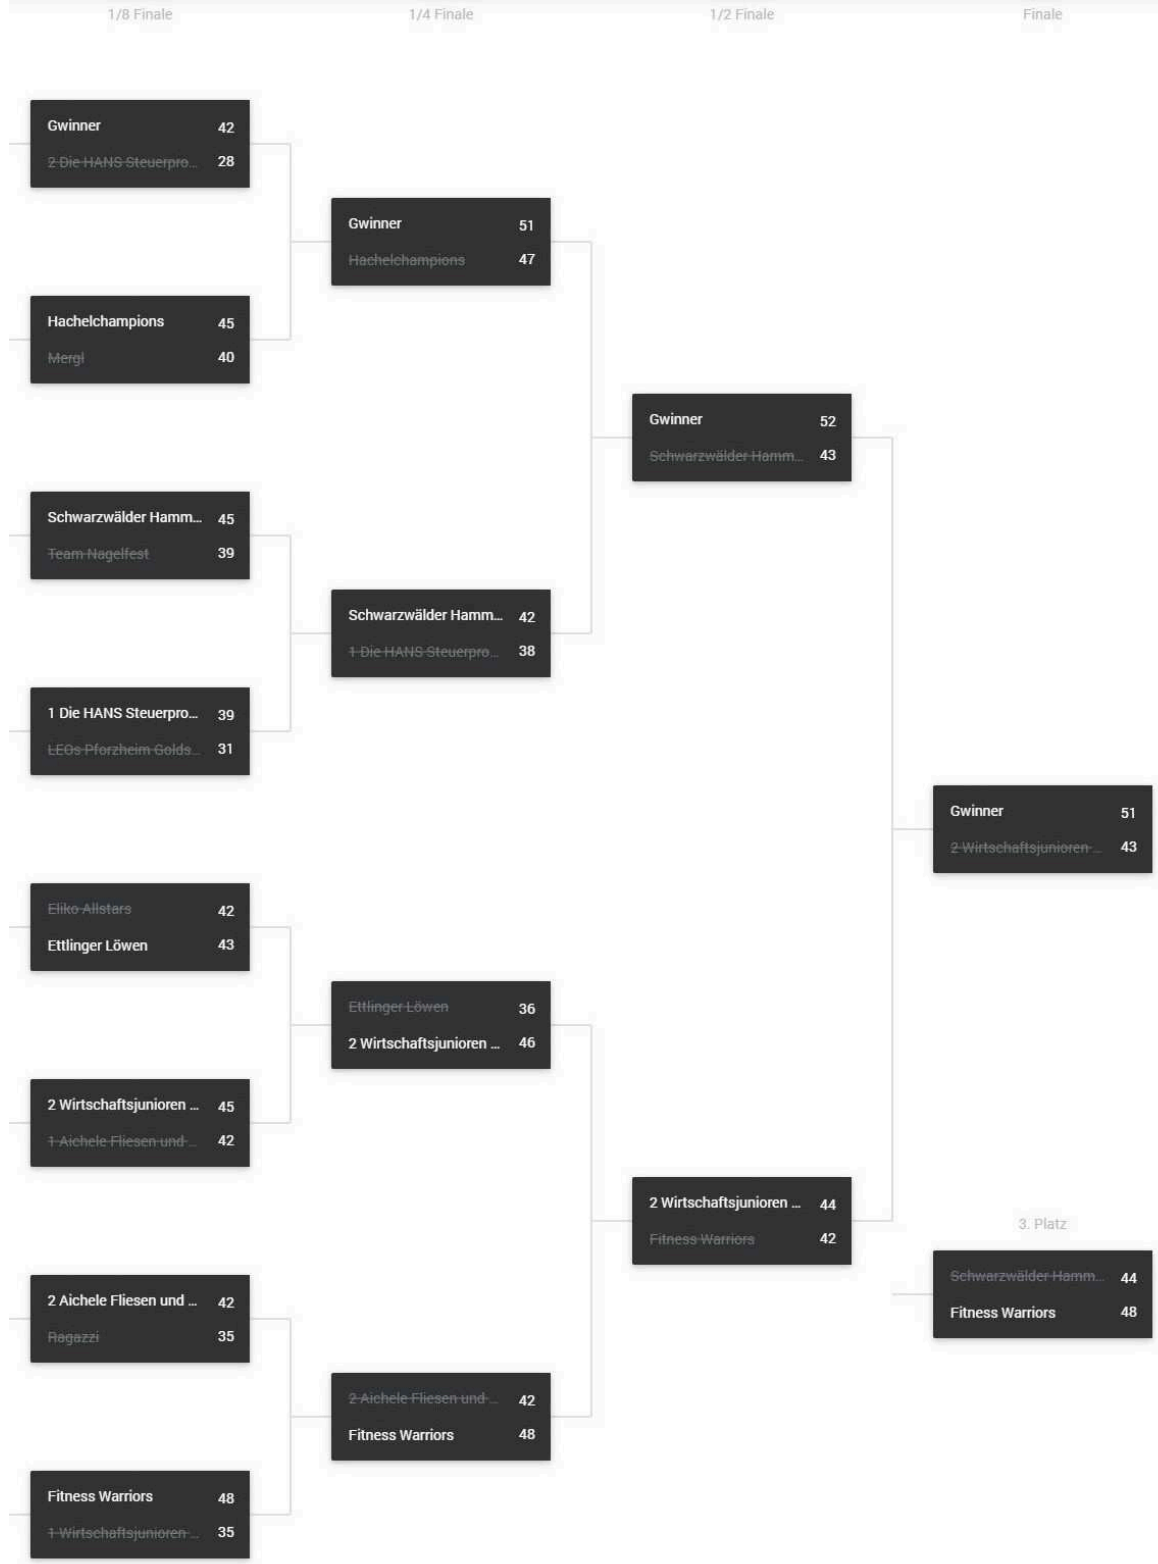 1/8 Finale
1/4 Finale
1/2 Finale
Finale
Gwinner 42
2 Die HANS Steuerpro... 28
Hachelchampions 45
Mergl 40
Schwarzwälder Hamm... 45
Team Nagelfest 39
1 Die HANS Steuerpro... 39
LEOs Pforzheim Golds... 31
Eliko Allstars 42
Ettlinger Löwen 43
2 Wirtschaftsjunioren ... 45
1 Aichele Fliesen und ... 42
2 Aichele Fliesen und ... 42
Ragazzi 35
Fitness Warriors 48
1 Wirtschaftsjunioren ... 35
Gwinner 51
Hachelchampions 47
Schwarzwälder Hamm... 42
1 Die HANS Steuerpro... 38
Ettlinger Löwen 36
2 Wirtschaftsjunioren ... 46
2 Aichele Fliesen und ... 42
Fitness Warriors 48
Gwinner 52
Schwarzwälder Hamm... 43
2 Wirtschaftsjunioren ... 44
Fitness Warriors 42
Gwinner 51
2 Wirtschaftsjunioren ... 43
3. Platz
Schwarzwälder Hamm... 44
Fitness Warriors 48